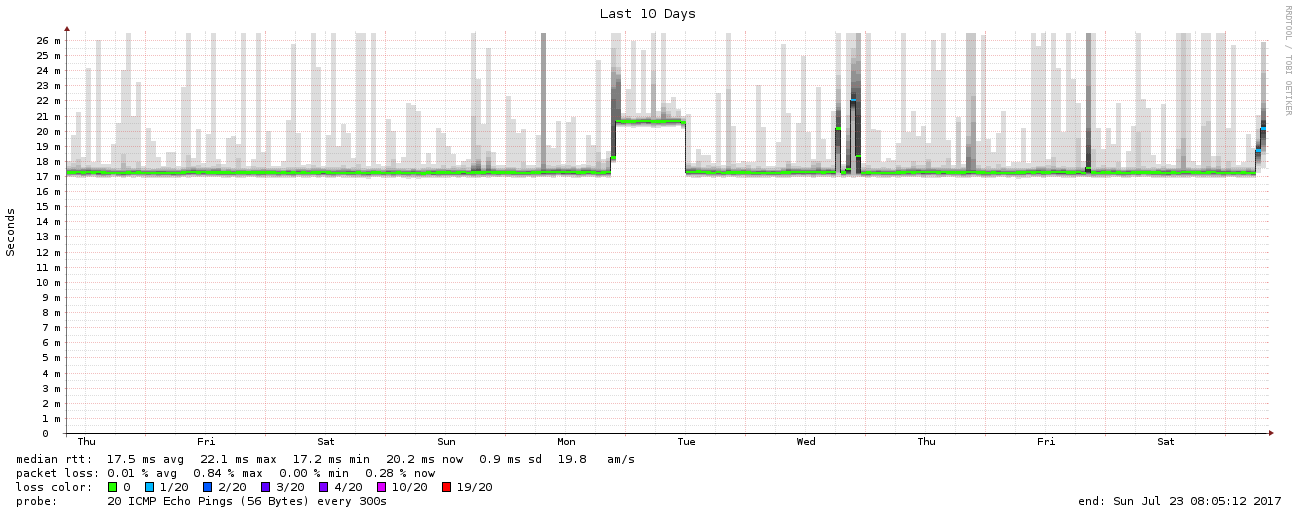 Last 10 Days
RRDTOOL / TOBI OETIKER
Seconds
26 m
25 m
24 m
23 m
22 m
21 m
20 m
19 m
18 m
17 m
16 m
15 m
14 m
13 m
12 m
11 m
10 m
9 m
8 m
7 m
6 m
5 m
4 m
3 m
2 m
1 m
0
Thu Fri Sat Sun Mon Tue Wed Thu Fri Sat
median rtt: 17.5 ms avg 22.1 ms max 17.2 ms min 20.2 ms now 0.9 ms sd 19.8 am/s
packet loss: 0.01 % avg 0.84 % max 0.00 % min 0.28 % now
loss color: 0 1/20 2/20 3/20 4/20 10/20 19/20
probe: 20 ICMP Echo Pings (56 Bytes) every 300s
end: Sun Jul 23 08:05:12 2017